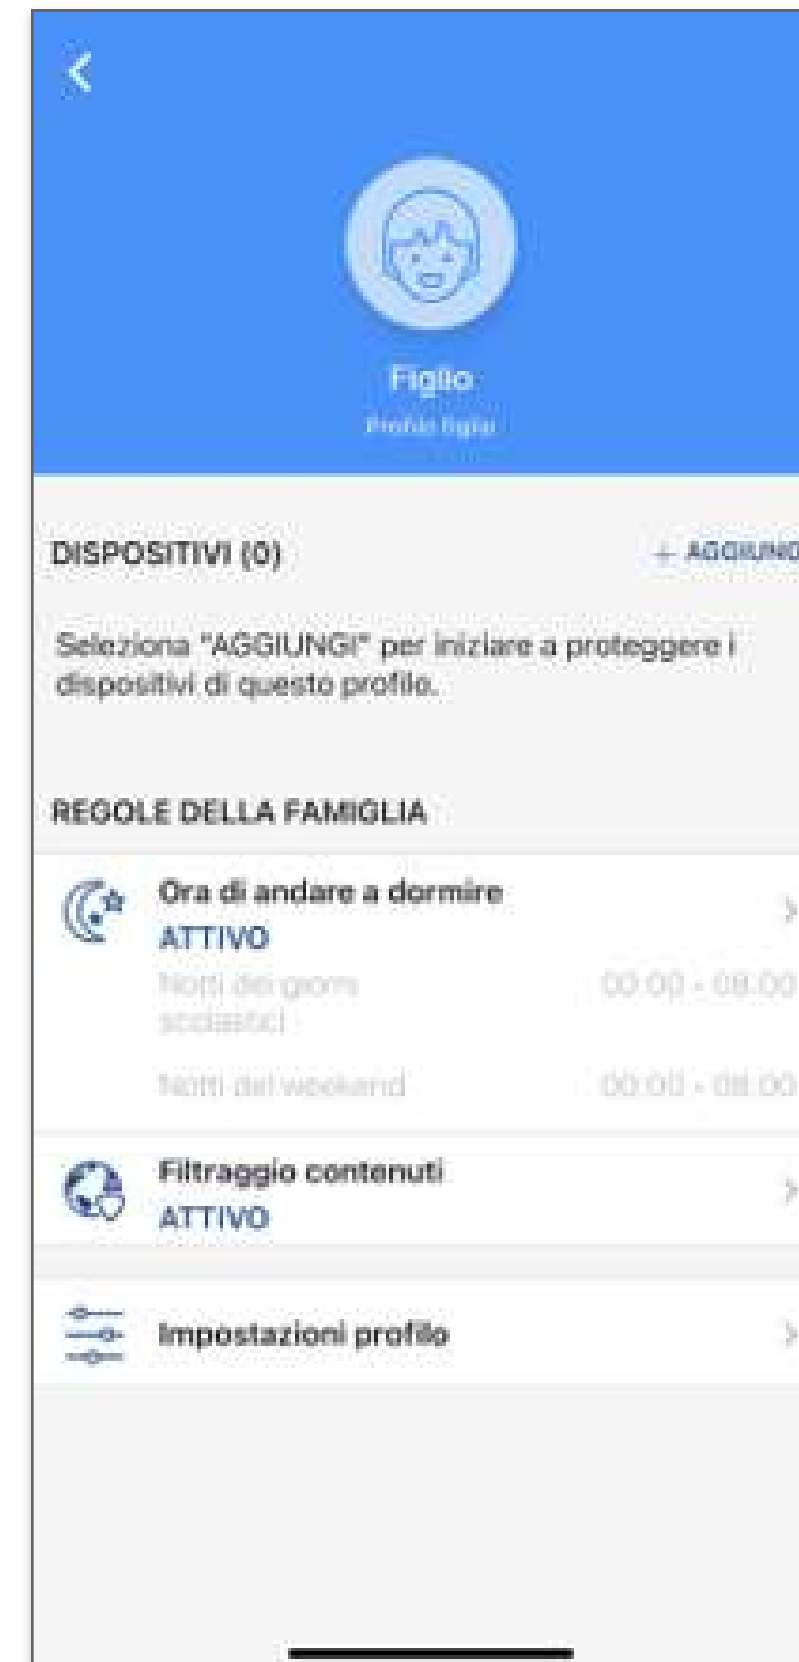 Figlio
Profilo figlio
DISPOSITIVI (0) + AGGIUNG
Seleziona "AGGIUNGI" per iniziare a proteggere i
dispositivi di questo profilo.
REGOLE DELLA FAMIGLIA
Ora di andare a dormire
ATTIVO
Notti dei giorni 00:00 - 08:00
scolastici
Notti del weekend 00:00 - 08:00
Filtraggio contenuti
ATTIVO
Impostazioni profilo